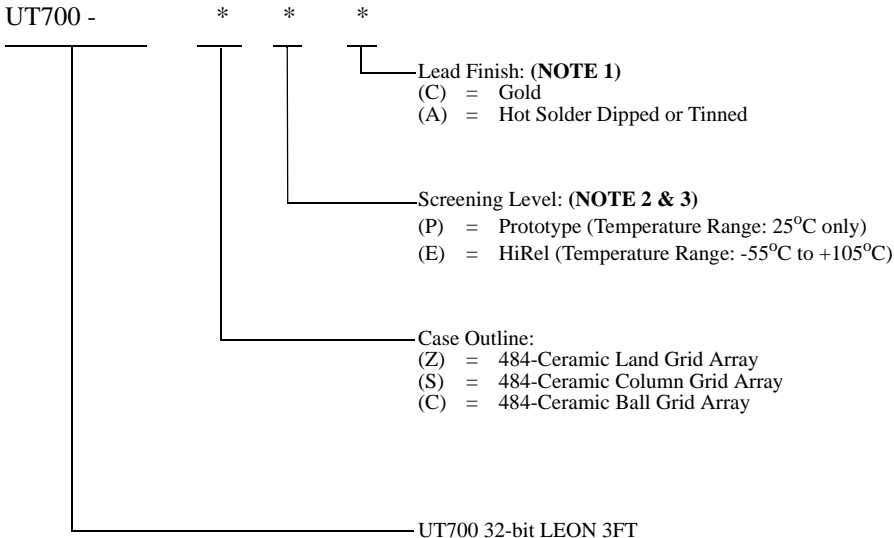 UT700 - * * *
Lead Finish: (NOTE 1)
(C) = Gold
(A) = Hot Solder Dipped or Tinned
Screening Level: (NOTE 2 & 3)
(P) = Prototype (Temperature Range: 25°C only)
(E) = HiRel (Temperature Range: -55°C to +105°C)
Case Outline:
(Z) = 484-Ceramic Land Grid Array
(S) = 484-Ceramic Column Grid Array
(C) = 484-Ceramic Ball Grid Array
UT700 32-bit LEON 3FT